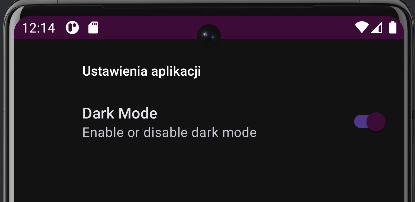 12:14
Ustawienia aplikacji
Dark Mode
Enable or disable dark mode